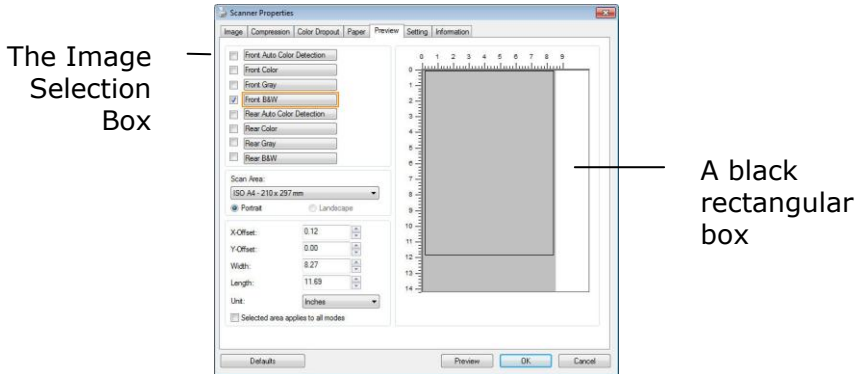 Scanner Properties
Image Compression Color Dropout Paper Preview Setting Information
The Image
Selection
Box
Front Auto Color Detection
Front Color
Front Gray
Front B&W
Rear Auto Color Detection
Rear Color
Rear Gray
Rear B&W
Scan Area:
ISO A4 - 210 x 297 mm
Portrait Landscape
X-Offset: 0.12
Y-Offset: 0.00
Width: 8.27
Length: 11.69
Unit: Inches
Selected area applies to all modes
0 1 2 3 4 5 6 7 8 9
0
1
2
3
4
5
6
7
8
9
10
11
12
13
14
A black
rectangular
box
Defaults Preview OK Cancel